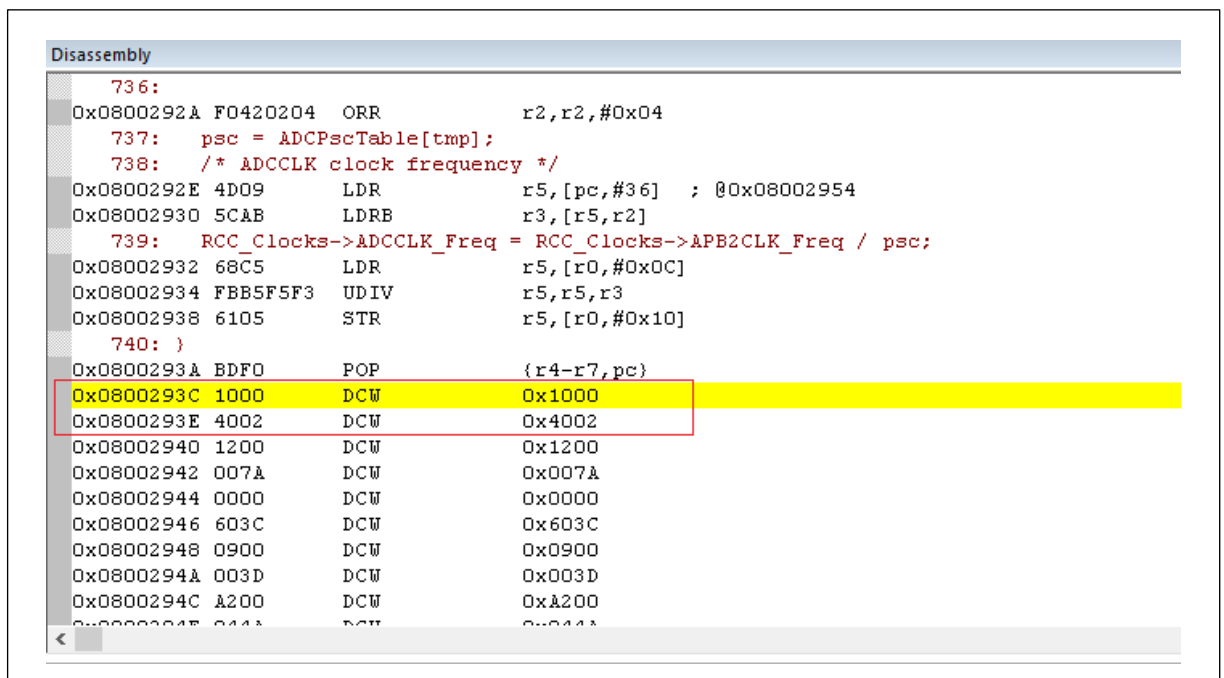 Disassembly
736:
0x0800292A F0420204 ORR r2,r2,#0x04
737: psc = ADCPscTable[tmp];
738: /* ADCCLK clock frequency */
0x0800292E 4D09 LDR r5,[pc,#36] ; @0x08002954
0x08002930 5CAB LDRB r3,[r5,r2]
739: RCC_Clocks->ADCCLK_Freq = RCC_Clocks->APB2CLK_Freq / psc;
0x08002932 68C5 LDR r5,[r0,#0x0C]
0x08002934 FBB5F5F3 UDIV r5,r5,r3
0x08002938 6105 STR r5,[r0,#0x10]
740: }
0x0800293A BDF0 POP {r4-r7,pc}
0x0800293C 1000 DCW 0x1000
0x0800293E 4002 DCW 0x4002
0x08002940 1200 DCW 0x1200
0x08002942 007A DCW 0x007A
0x08002944 0000 DCW 0x0000
0x08002946 603C DCW 0x603C
0x08002948 0900 DCW 0x0900
0x0800294A 003D DCW 0x003D
0x0800294C A200 DCW 0xA200